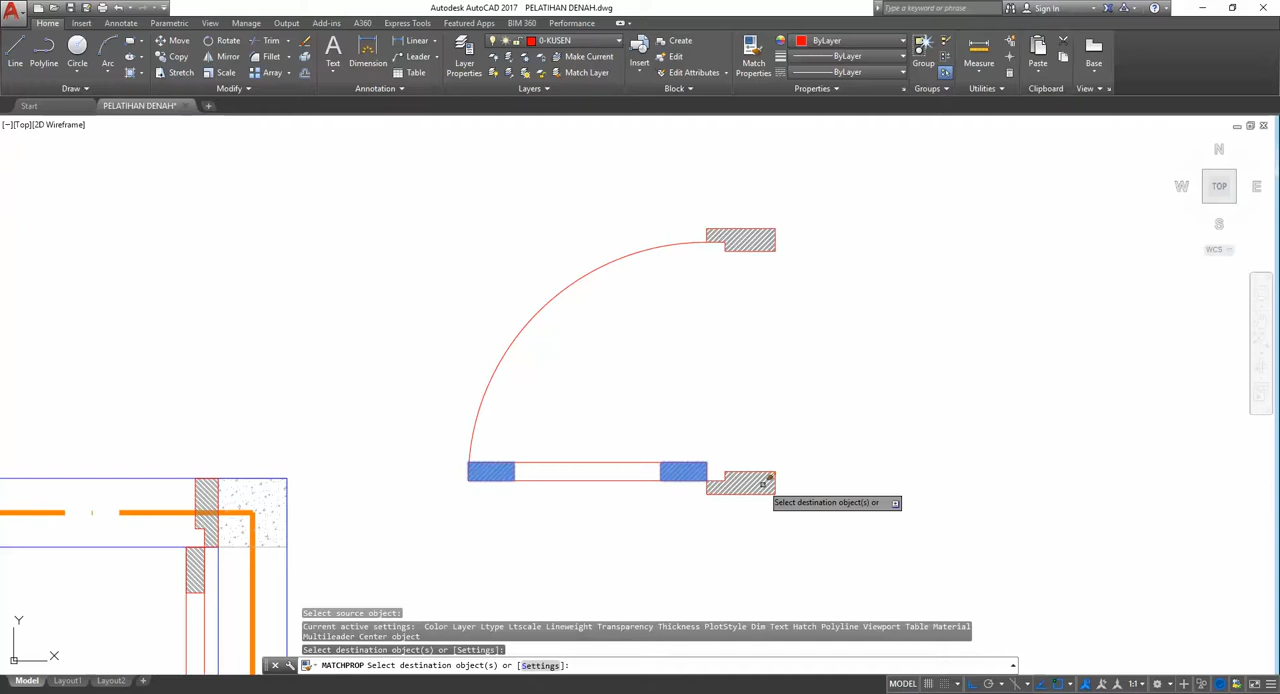 Autodesk AutoCAD 2017 PELATIHAN DENAH.dwg
Type a keyword or phrase
Sign In
Home Insert Annotate Parametric View Manage Output Add-ins A360 Express Tools Featured Apps BIM 360 Performance
Line Polyline Circle Arc
Move Rotate Trim
Copy Mirror Fillet
Stretch Scale Array
Text Dimension
Linear
Leader
Table
Layer Properties
0-KUSEN
Make Current
Match Layer
Insert
Create
Edit
Edit Attributes
Match Properties
ByLayer
ByLayer
ByLayer
Group
Measure
Paste
Base
Draw Modify Annotation Layers Block Properties Groups Utilities Clipboard View
Start PELATIHAN DENAH*
[−][Top][2D Wireframe]
N
W TOP E
S
WCS
Select destination object(s) or
Select source object:
Current active settings: Color Layer Ltype Ltscale Lineweight Transparency Thickness PlotStyle Dim Text Hatch Polyline Viewport Table Material
Multileader Center object
Select destination object(s) or [Settings]:
MATCHPROP Select destination object(s) or [Settings]:
Y
X
Model Layout1 Layout2
MODEL 1:1